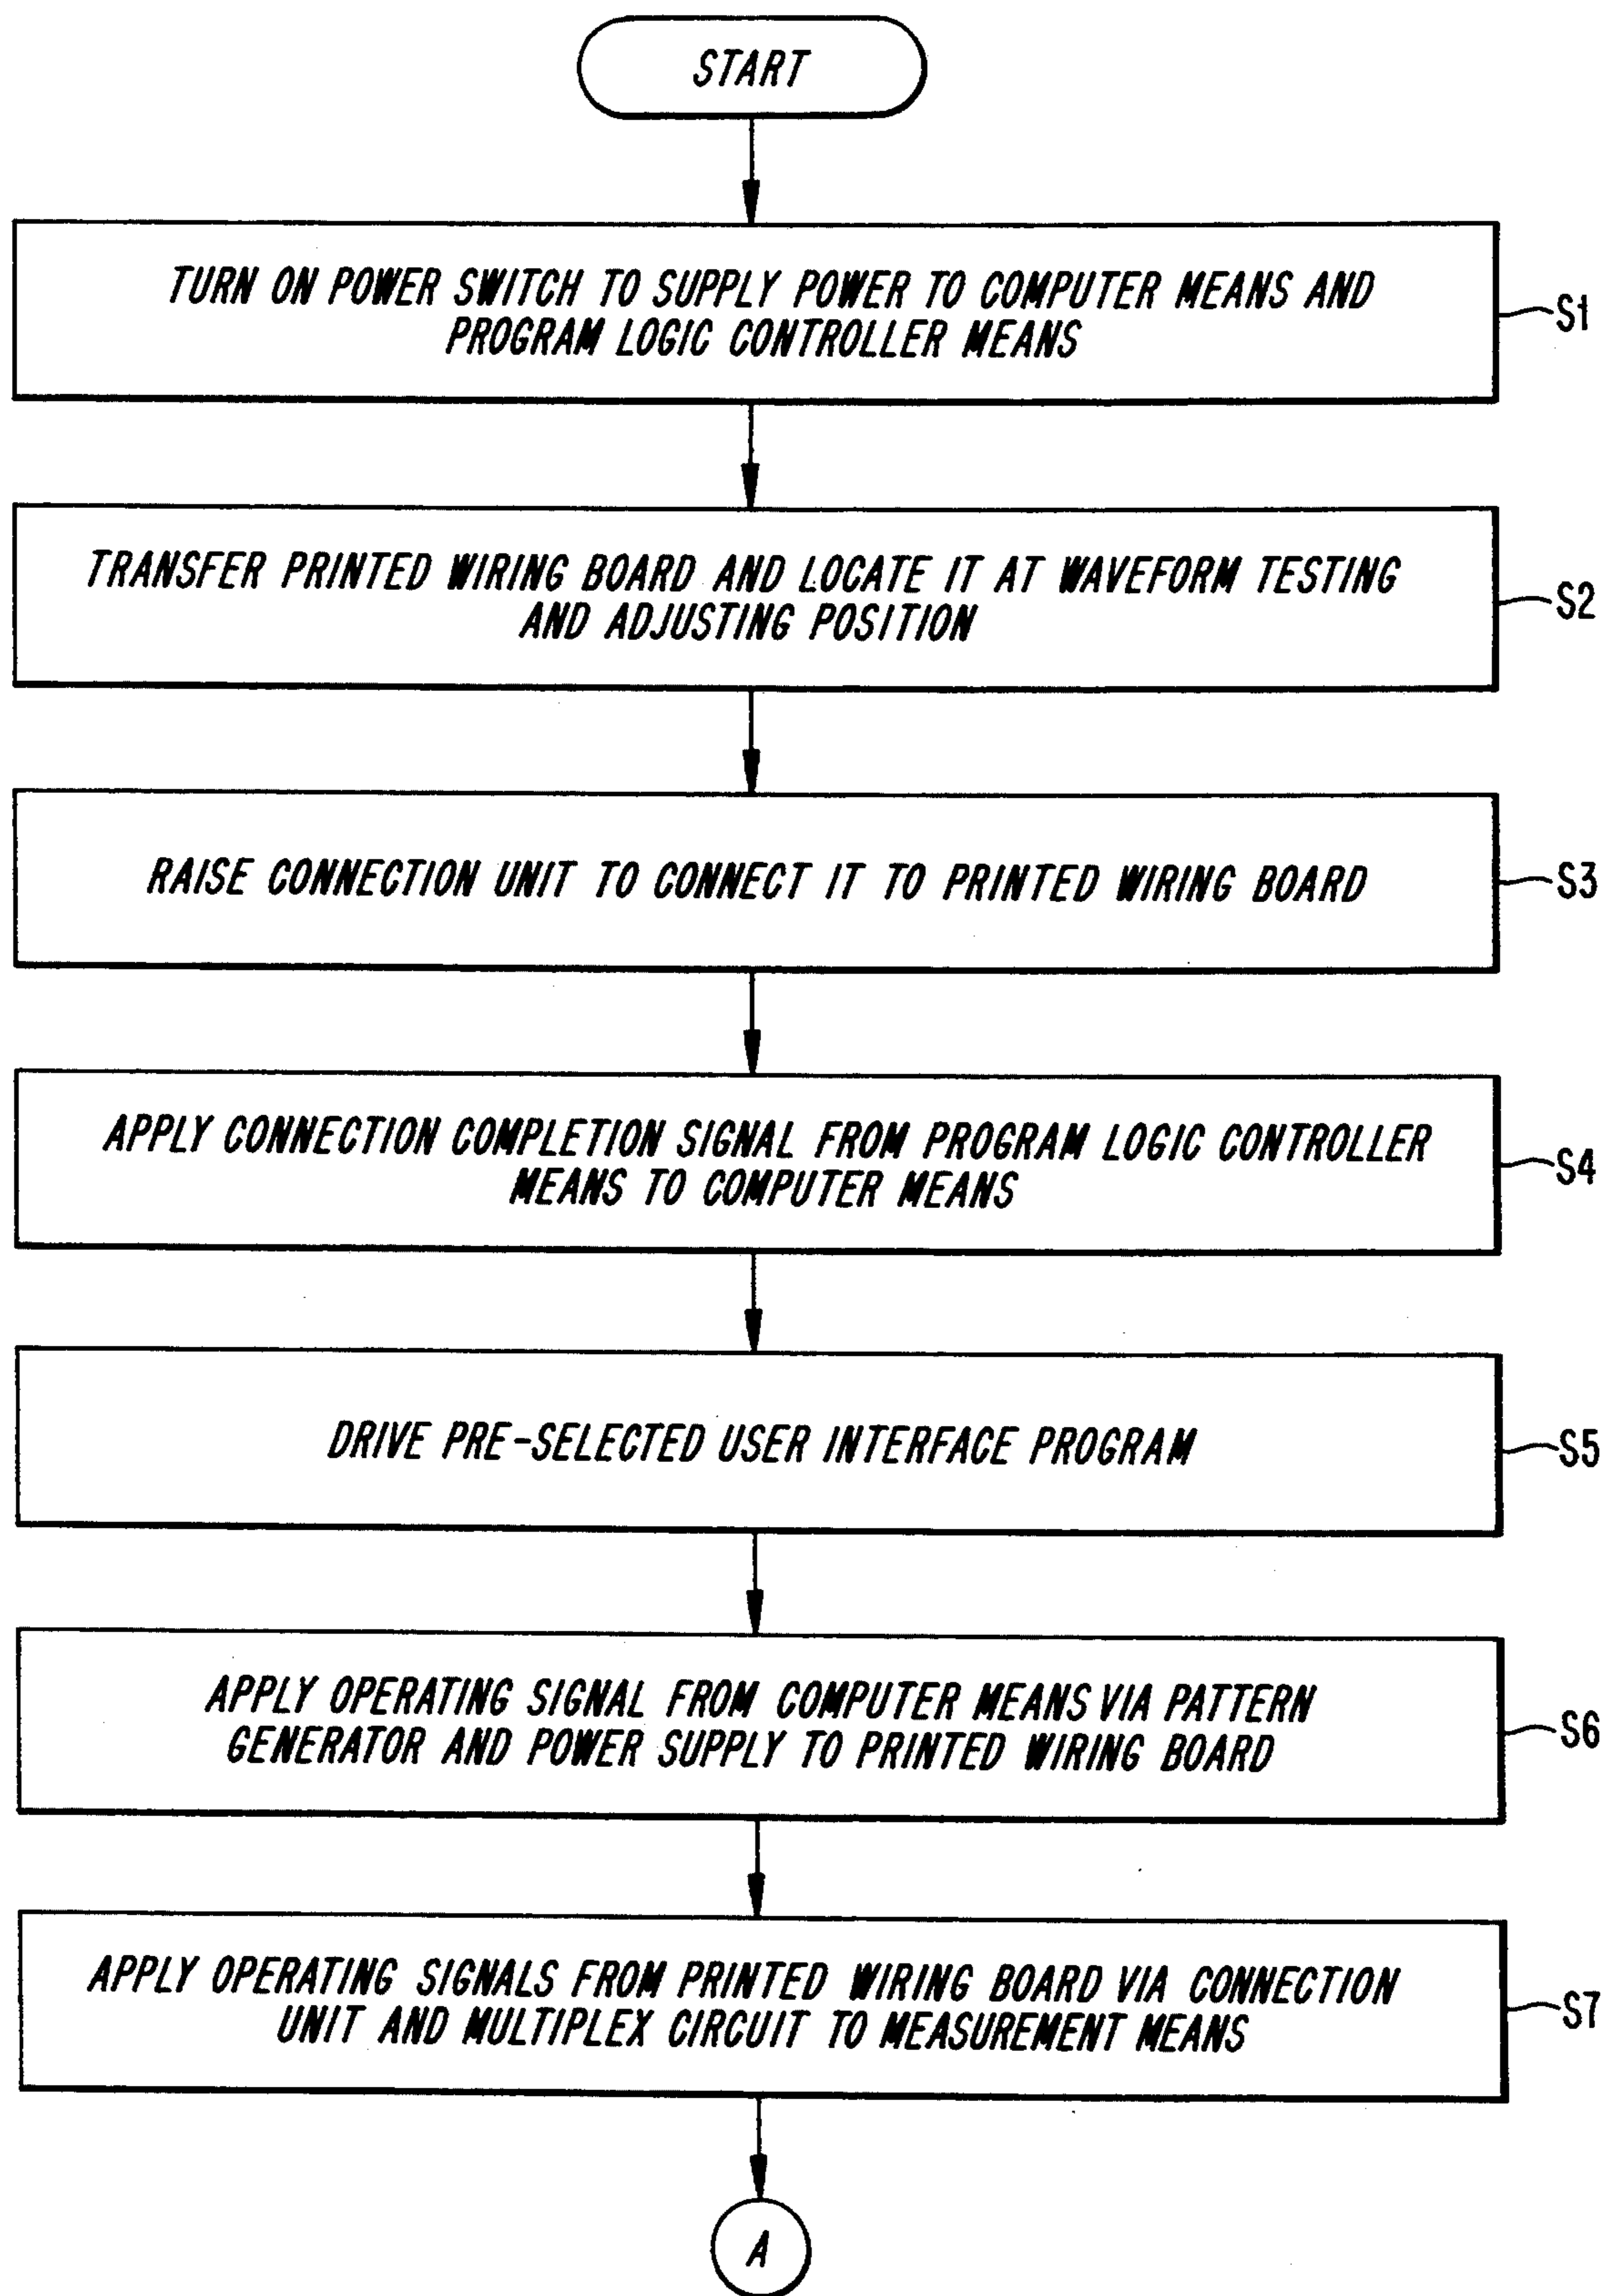 START
TURN ON POWER SWITCH TO SUPPLY POWER TO COMPUTER MEANS AND
PROGRAM LOGIC CONTROLLER MEANS
S1
TRANSFER PRINTED WIRING BOARD AND LOCATE IT AT WAVEFORM TESTING
AND ADJUSTING POSITION
S2
RAISE CONNECTION UNIT TO CONNECT IT TO PRINTED WIRING BOARD
S3
APPLY CONNECTION COMPLETION SIGNAL FROM PROGRAM LOGIC CONTROLLER
MEANS TO COMPUTER MEANS
S4
DRIVE PRE-SELECTED USER INTERFACE PROGRAM
S5
APPLY OPERATING SIGNAL FROM COMPUTER MEANS VIA PATTERN
GENERATOR AND POWER SUPPLY TO PRINTED WIRING BOARD
S6
APPLY OPERATING SIGNALS FROM PRINTED WIRING BOARD VIA CONNECTION
UNIT AND MULTIPLEX CIRCUIT TO MEASUREMENT MEANS
S7
A